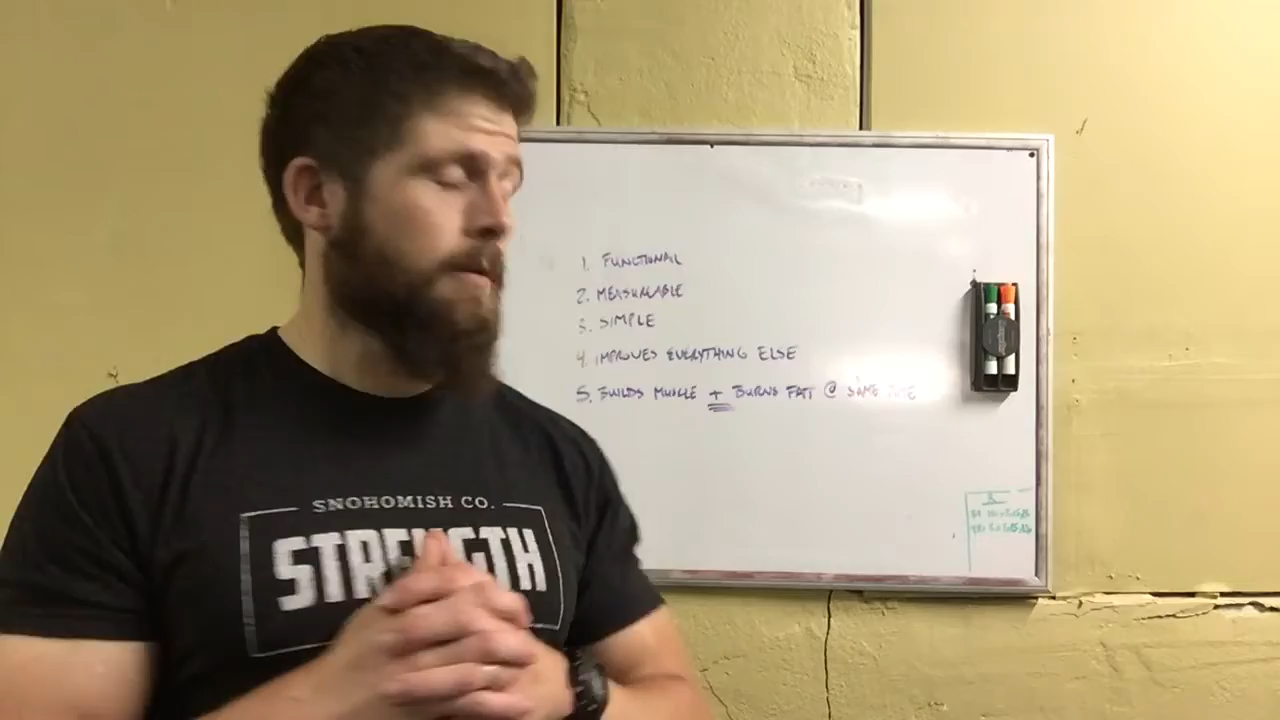 1. FUNCTIONAL
2. MEASUREABLE
3. SIMPLE
4. IMPROVES EVERYTHING ELSE
5. BUILDS MUSCLE + BURNS FAT @ SAME TIME
SNOHOMISH CO.
STRENGTH